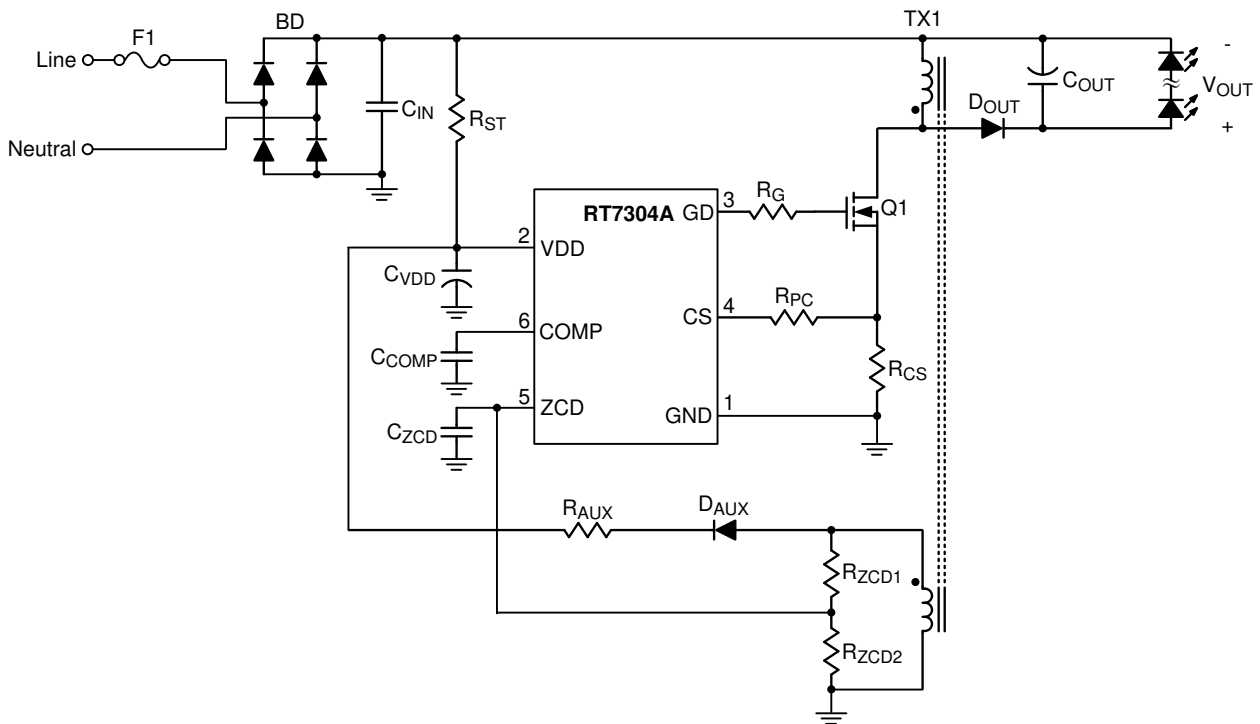 BD
TX1
F1
Line
Neutral
CIN
RST
COUT
DOUT
-
VOUT
+
RT7304A
GD
3
RG
Q1
2
VDD
CVDD
CS
4
RPC
6
COMP
CCOMP
RCS
5
ZCD
CZCD
GND
1
RAUX
DAUX
RZCD1
RZCD2